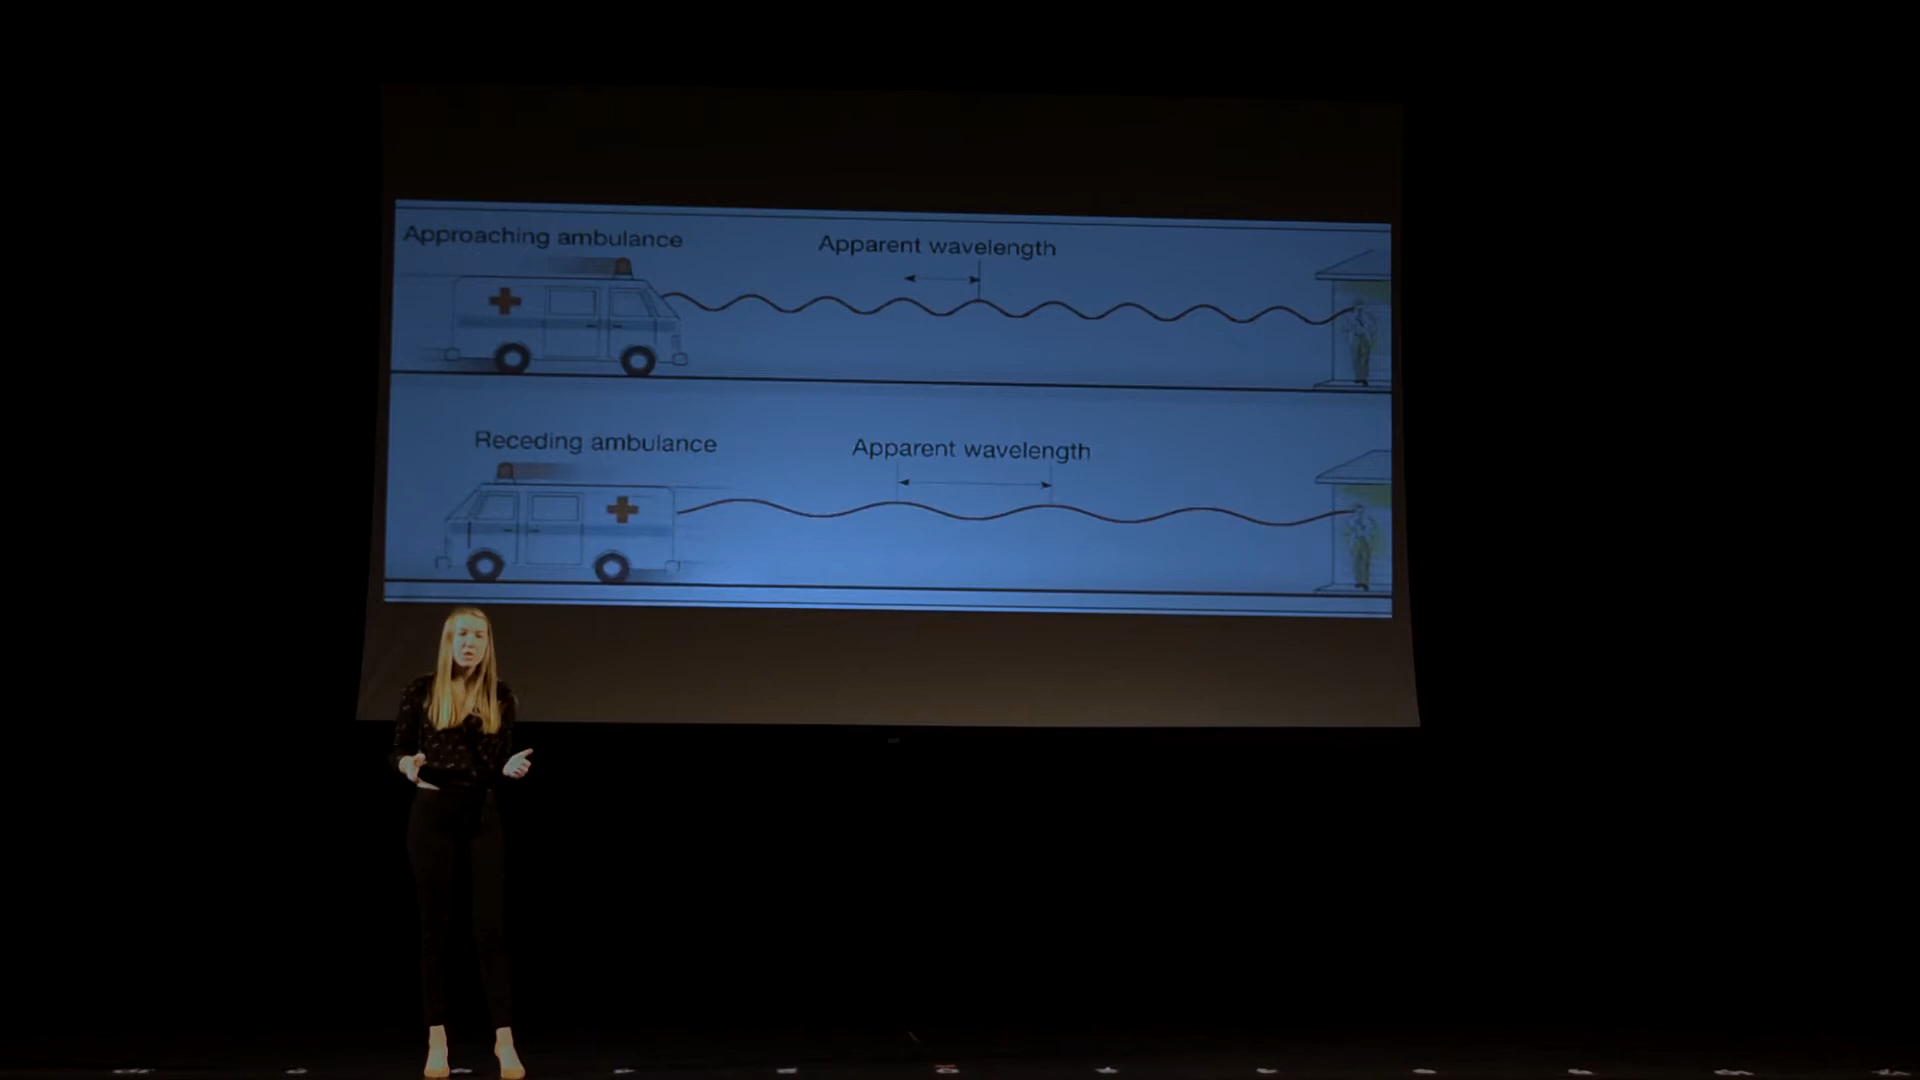 Approaching ambulance
Apparent wavelength
Receding ambulance
Apparent wavelength